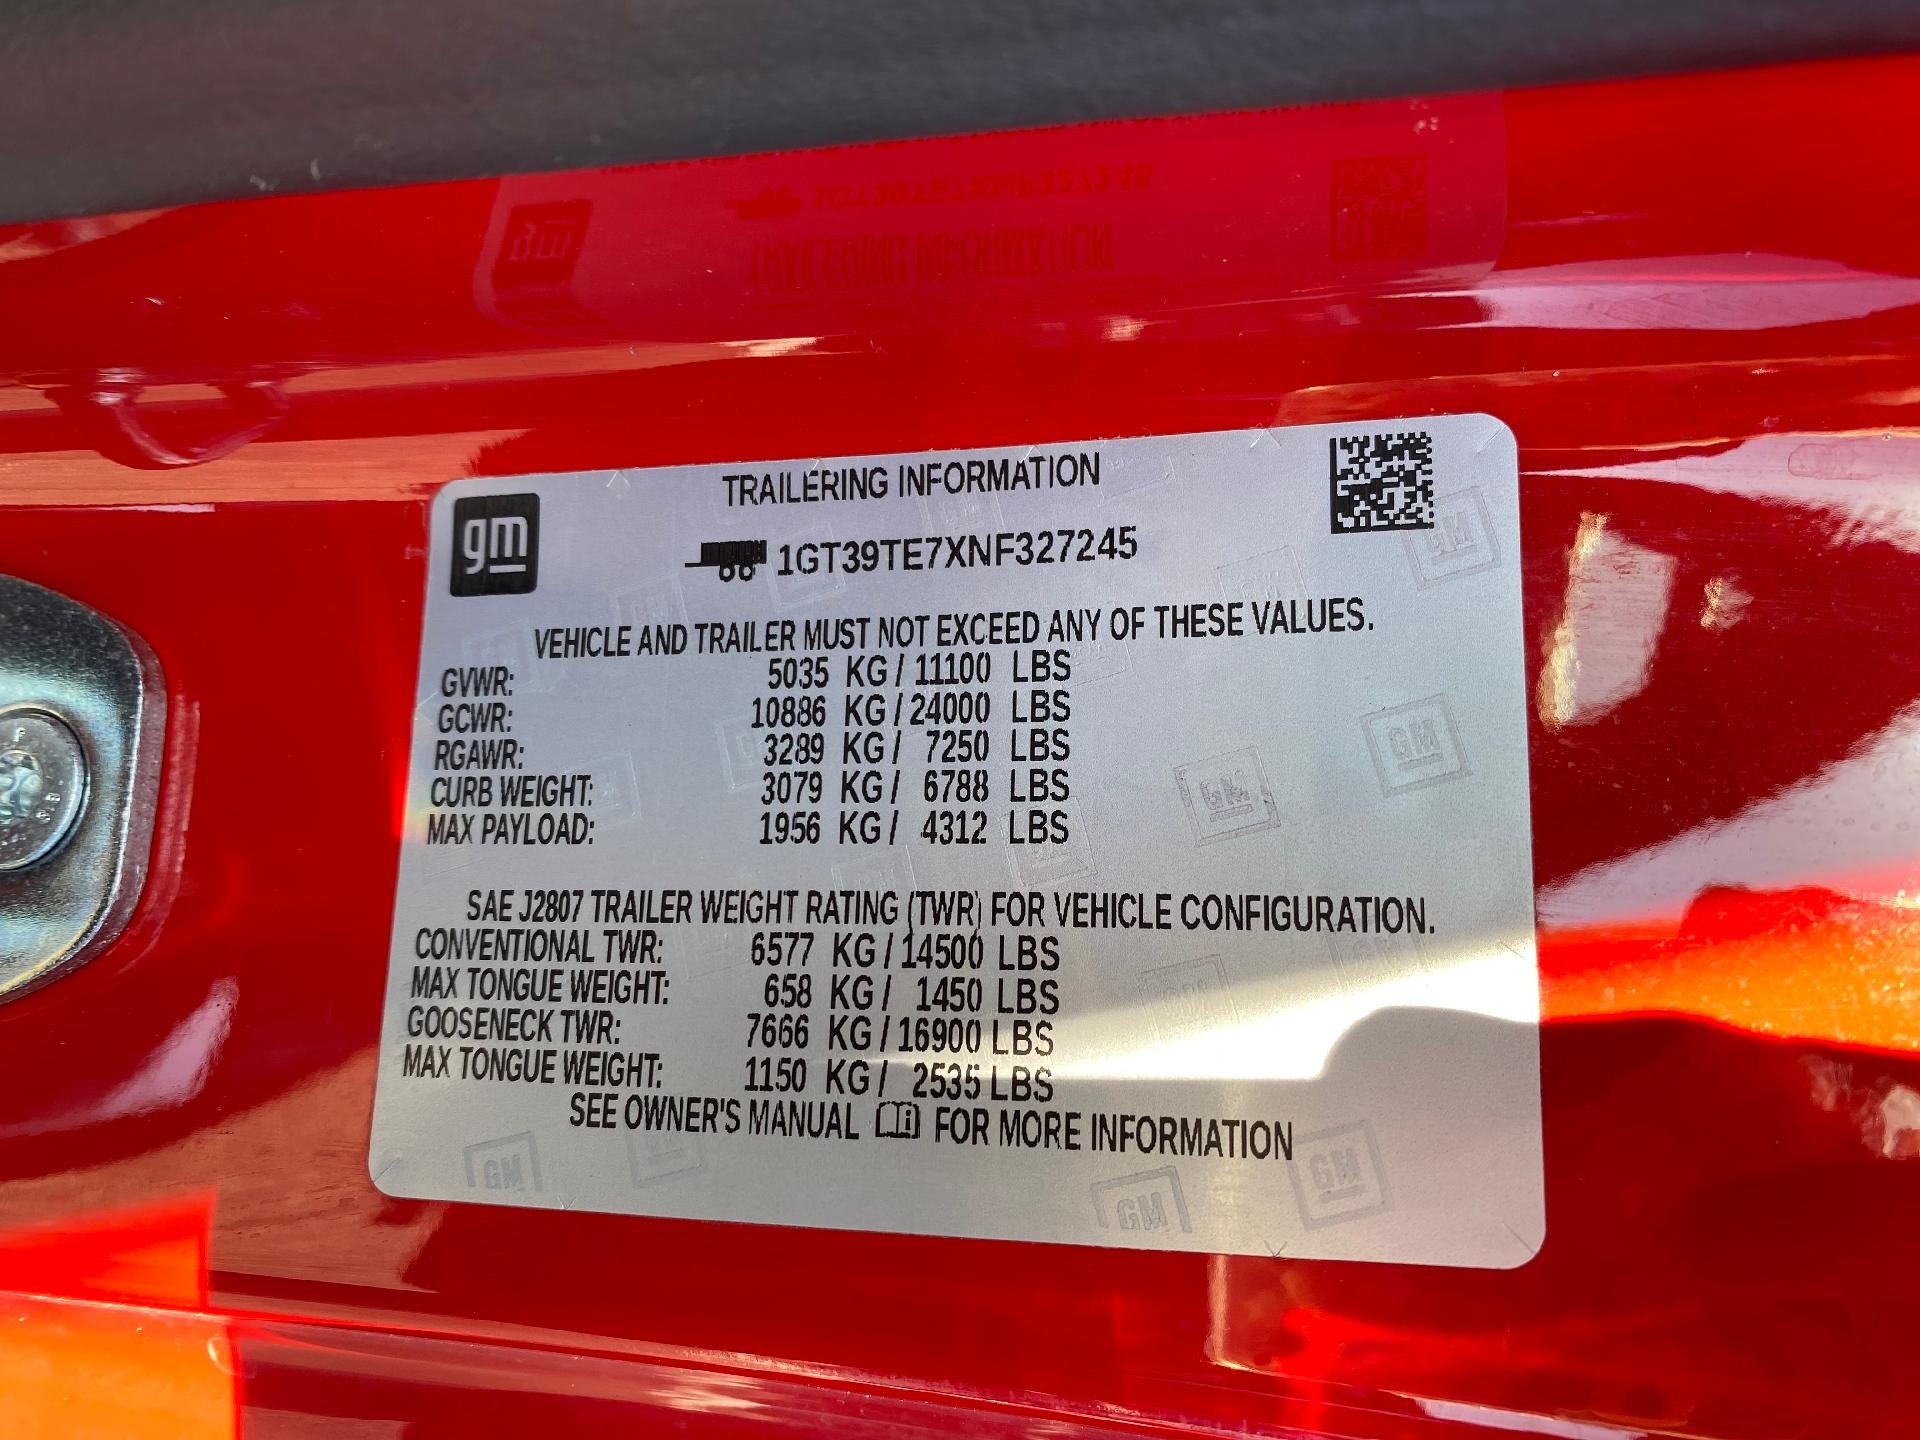 gm
TRAILERING INFORMATION
1GT39TE7XNF327245
VEHICLE AND TRAILER MUST NOT EXCEED ANY OF THESE VALUES.
GVWR: 5035 KG / 11100 LBS
GCWR: 10886 KG / 24000 LBS
RGAWR: 3289 KG / 7250 LBS
CURB WEIGHT: 3079 KG / 6788 LBS
MAX PAYLOAD: 1956 KG / 4312 LBS
SAE J2807 TRAILER WEIGHT RATING (TWR) FOR VEHICLE CONFIGURATION.
CONVENTIONAL TWR: 6577 KG / 14500 LBS
MAX TONGUE WEIGHT: 658 KG / 1450 LBS
GOOSENECK TWR: 7666 KG / 16900 LBS
MAX TONGUE WEIGHT: 1150 KG / 2535 LBS
SEE OWNER'S MANUAL FOR MORE INFORMATION